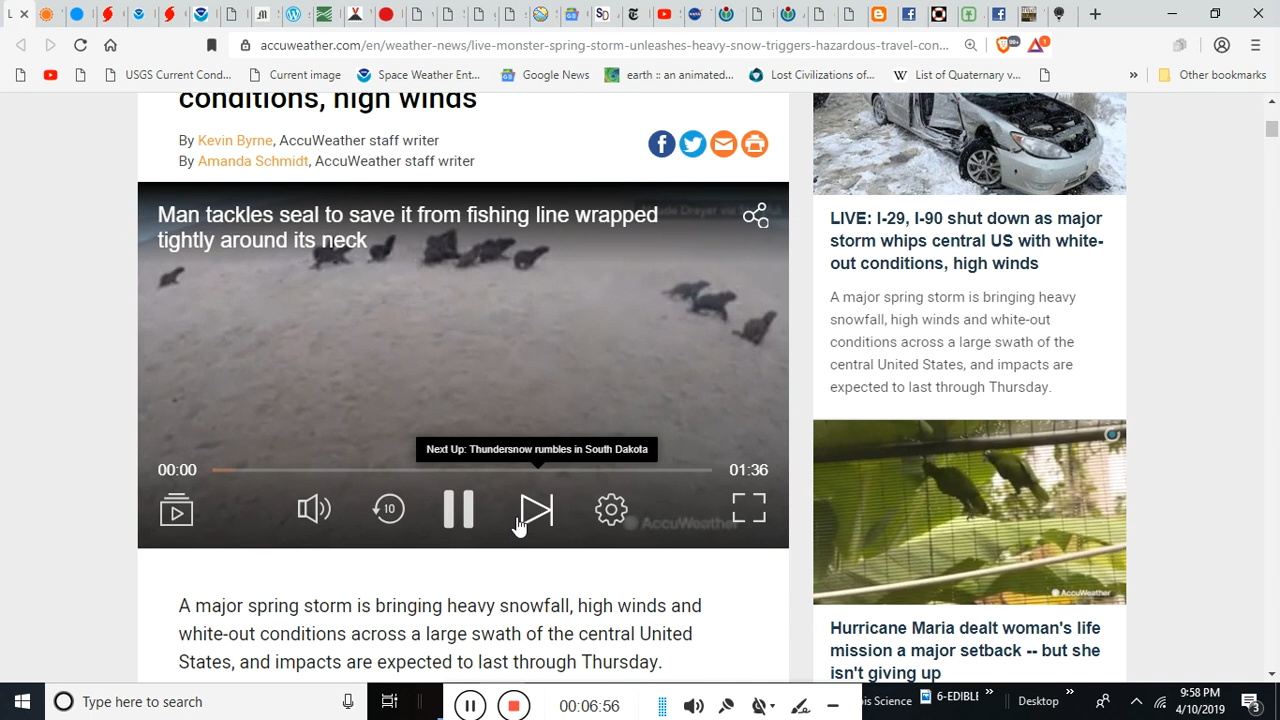 L
accuweather.com/en/weather-news/live-monster-spring-storm-unleashes-heavy-snow-triggers-hazardous-travel-oun...
99+
1
USGS Current Cond...
Current image
Space Weather Ent...
Google News
earth :: an animated...
Lost Civilizations of...
W List of Quaternary v...
»
Other bookmarks
conditions, high winds
By Kevin Byrne, AccuWeather staff writer
By Amanda Schmidt, AccuWeather staff writer
Man tackles seal to save it from fishing line wrapped
tightly around its neck
Next Up: Thundersnow rumbles in South Dakota
00:00
01:36
10
AccuWeather
A major spring storm is bringing heavy snowfall, high winds and
white-out conditions across a large swath of the central United
States, and impacts are expected to last through Thursday.
LIVE: I-29, I-90 shut down as major
storm whips central US with white-
out conditions, high winds
A major spring storm is bringing heavy
snowfall, high winds and white-out
conditions across a large swath of the
central United States, and impacts are
expected to last through Thursday.
AccuWeather
Hurricane Maria dealt woman's life
mission a major setback -- but she
isn't giving up
Type here to search
00:06:56
is Science
6-EDIBLE
»
Desktop
»
9:58 PM
4/10/2019
3